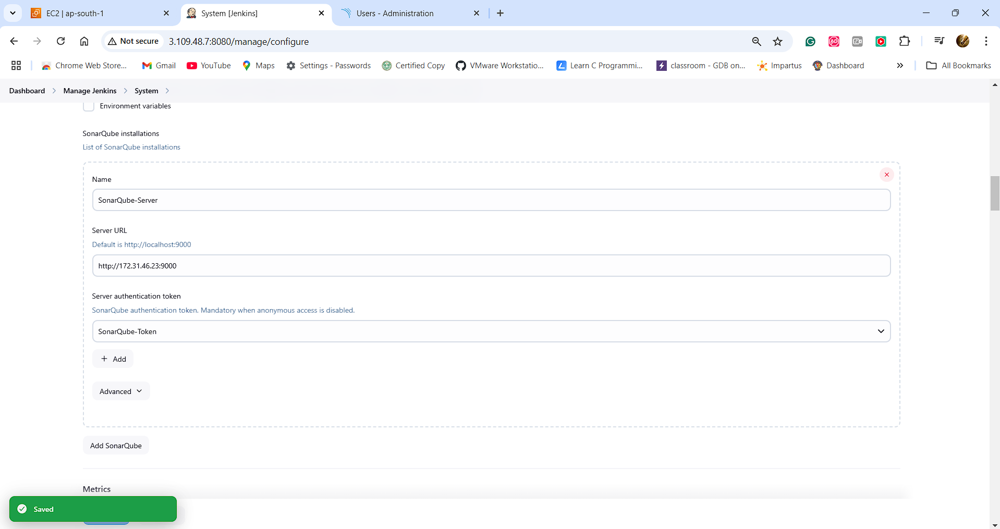 EC2 | ap-south-1
System [Jenkins]
Users - Administration
Not secure
3.109.48.7:8080/manage/configure
Chrome Web Store...
Gmail
YouTube
Maps
Settings - Passwords
Certified Copy
VMware Workstatio...
Learn C Programmi...
classroom - GDB on...
Impartus
Dashboard
All Bookmarks
Dashboard
Manage Jenkins
System
Environment variables
SonarQube installations
List of SonarQube installations
Name
SonarQube-Server
Server URL
Default is http://localhost:9000
http://172.31.46.23:9000
Server authentication token
SonarQube authentication token. Mandatory when anonymous access is disabled.
SonarQube-Token
+ Add
Advanced
Add SonarQube
Metrics
Saved